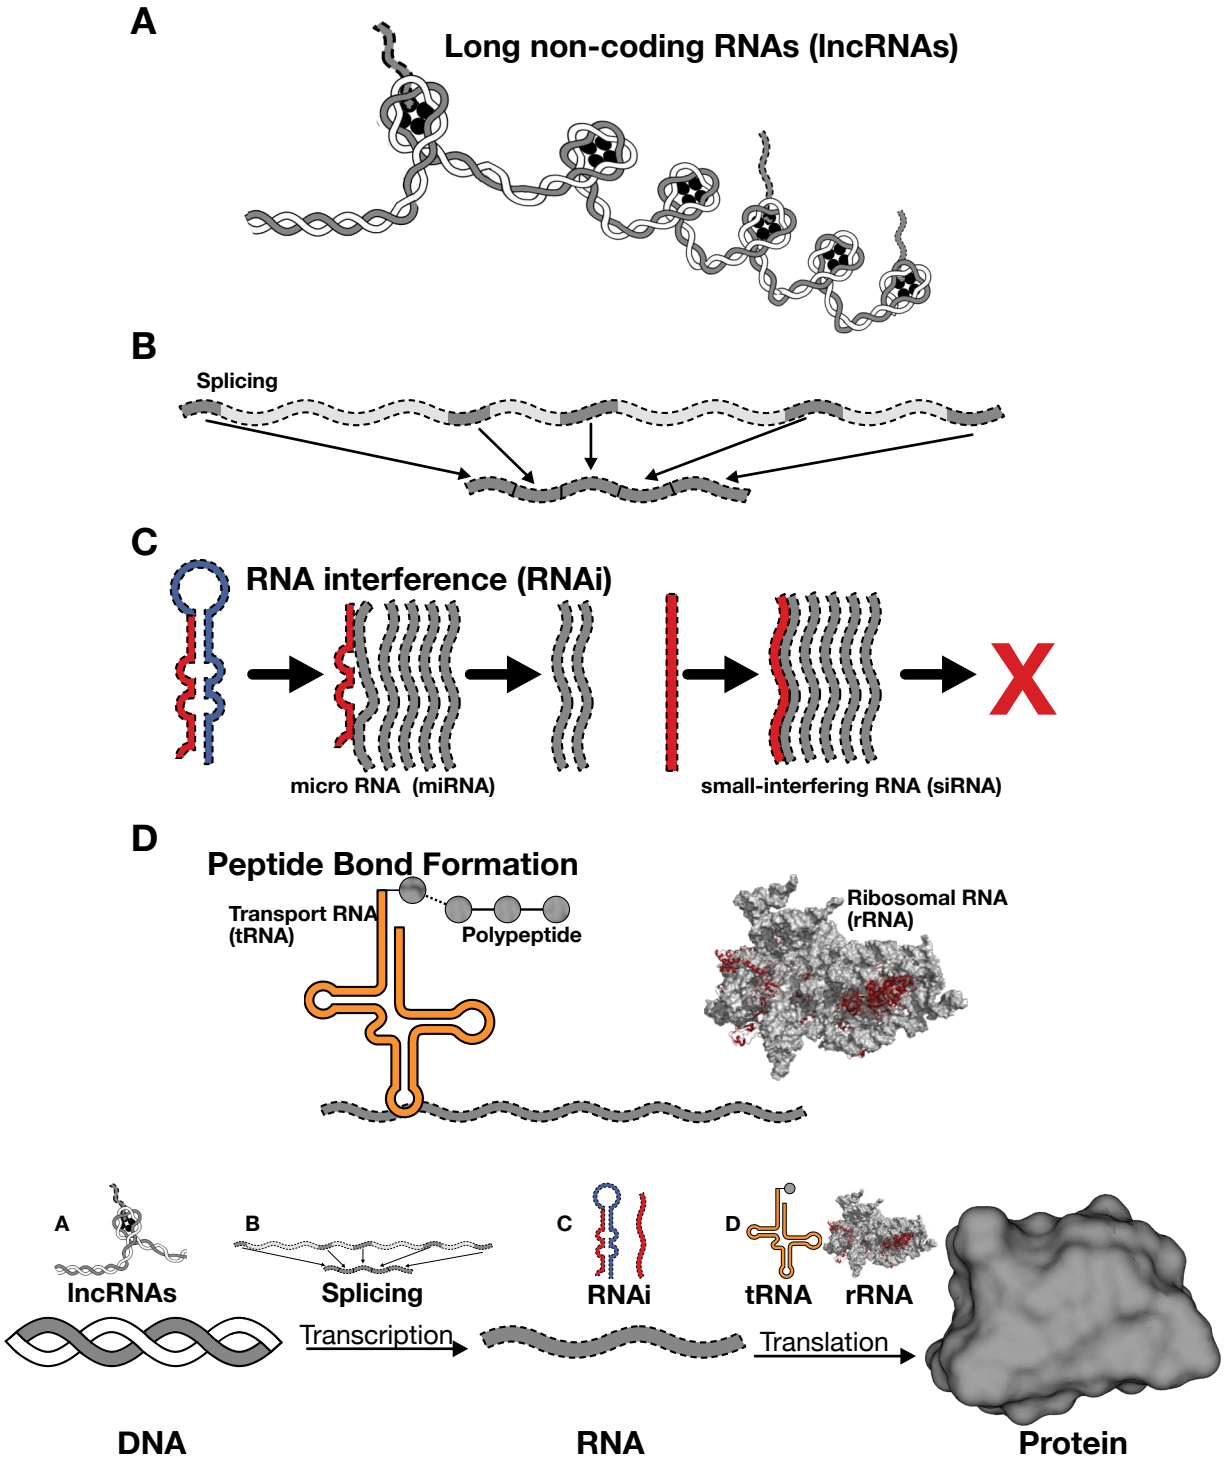 A
Long non-coding RNAs (lncRNAs)
B
Splicing
C
RNA interference (RNAi)
X
micro RNA (miRNA)
small-interfering RNA (siRNA)
D
Peptide Bond Formation
Transport RNA
(tRNA)
Polypeptide
Ribosomal RNA
(rRNA)
A
B
C
D
lncRNAs
Splicing
RNAi
tRNA
rRNA
Transcription
Translation
DNA
RNA
Protein